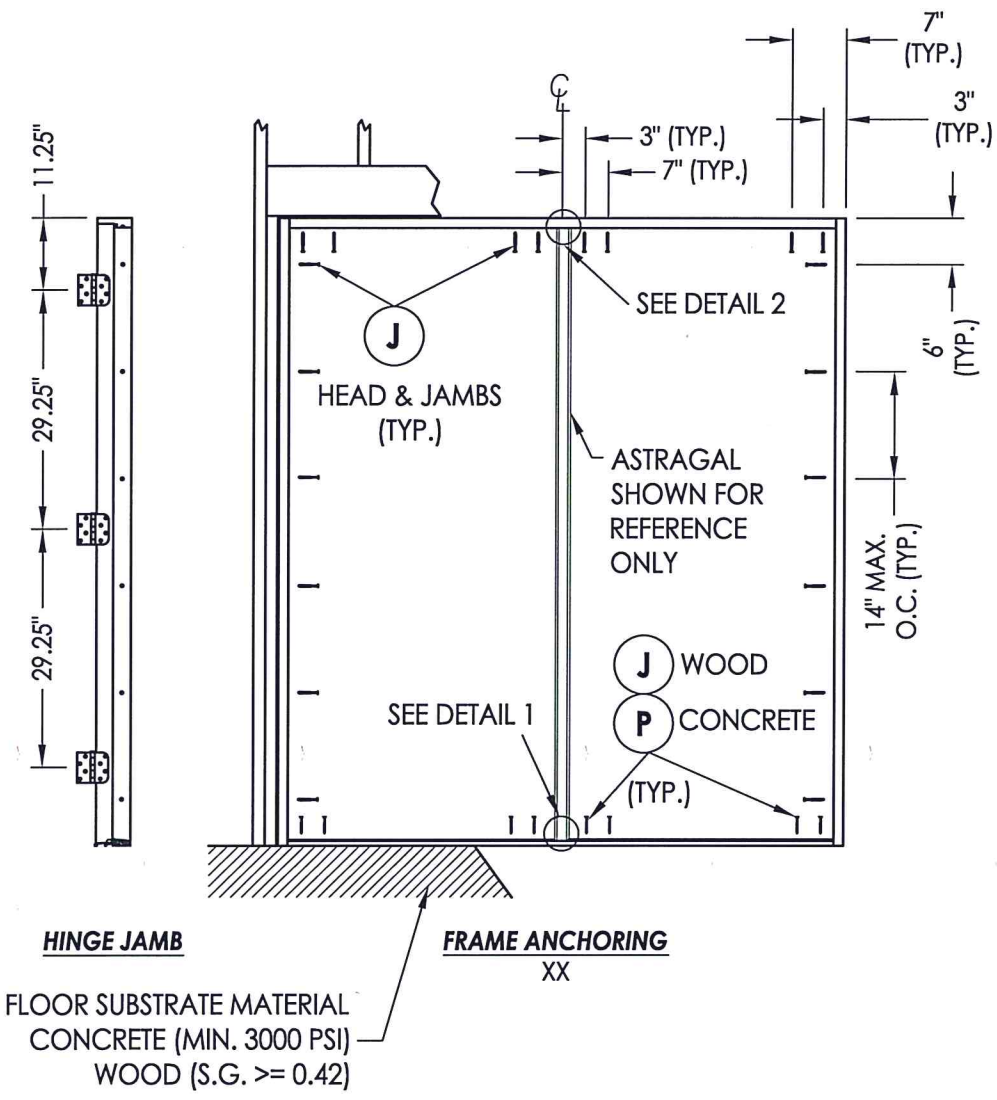 7"
(TYP.)
3"
(TYP.)
℄
3" (TYP.)
7" (TYP.)
11.25"
SEE DETAIL 2
6"
(TYP.)
J
HEAD & JAMBS
(TYP.)
29.25"
ASTRAGAL
SHOWN FOR
REFERENCE
ONLY
14" MAX.
O.C. (TYP.)
29.25"
J WOOD
P CONCRETE
SEE DETAIL 1
(TYP.)
HINGE JAMB
FRAME ANCHORING
XX
FLOOR SUBSTRATE MATERIAL
CONCRETE (MIN. 3000 PSI)
WOOD (S.G. >= 0.42)